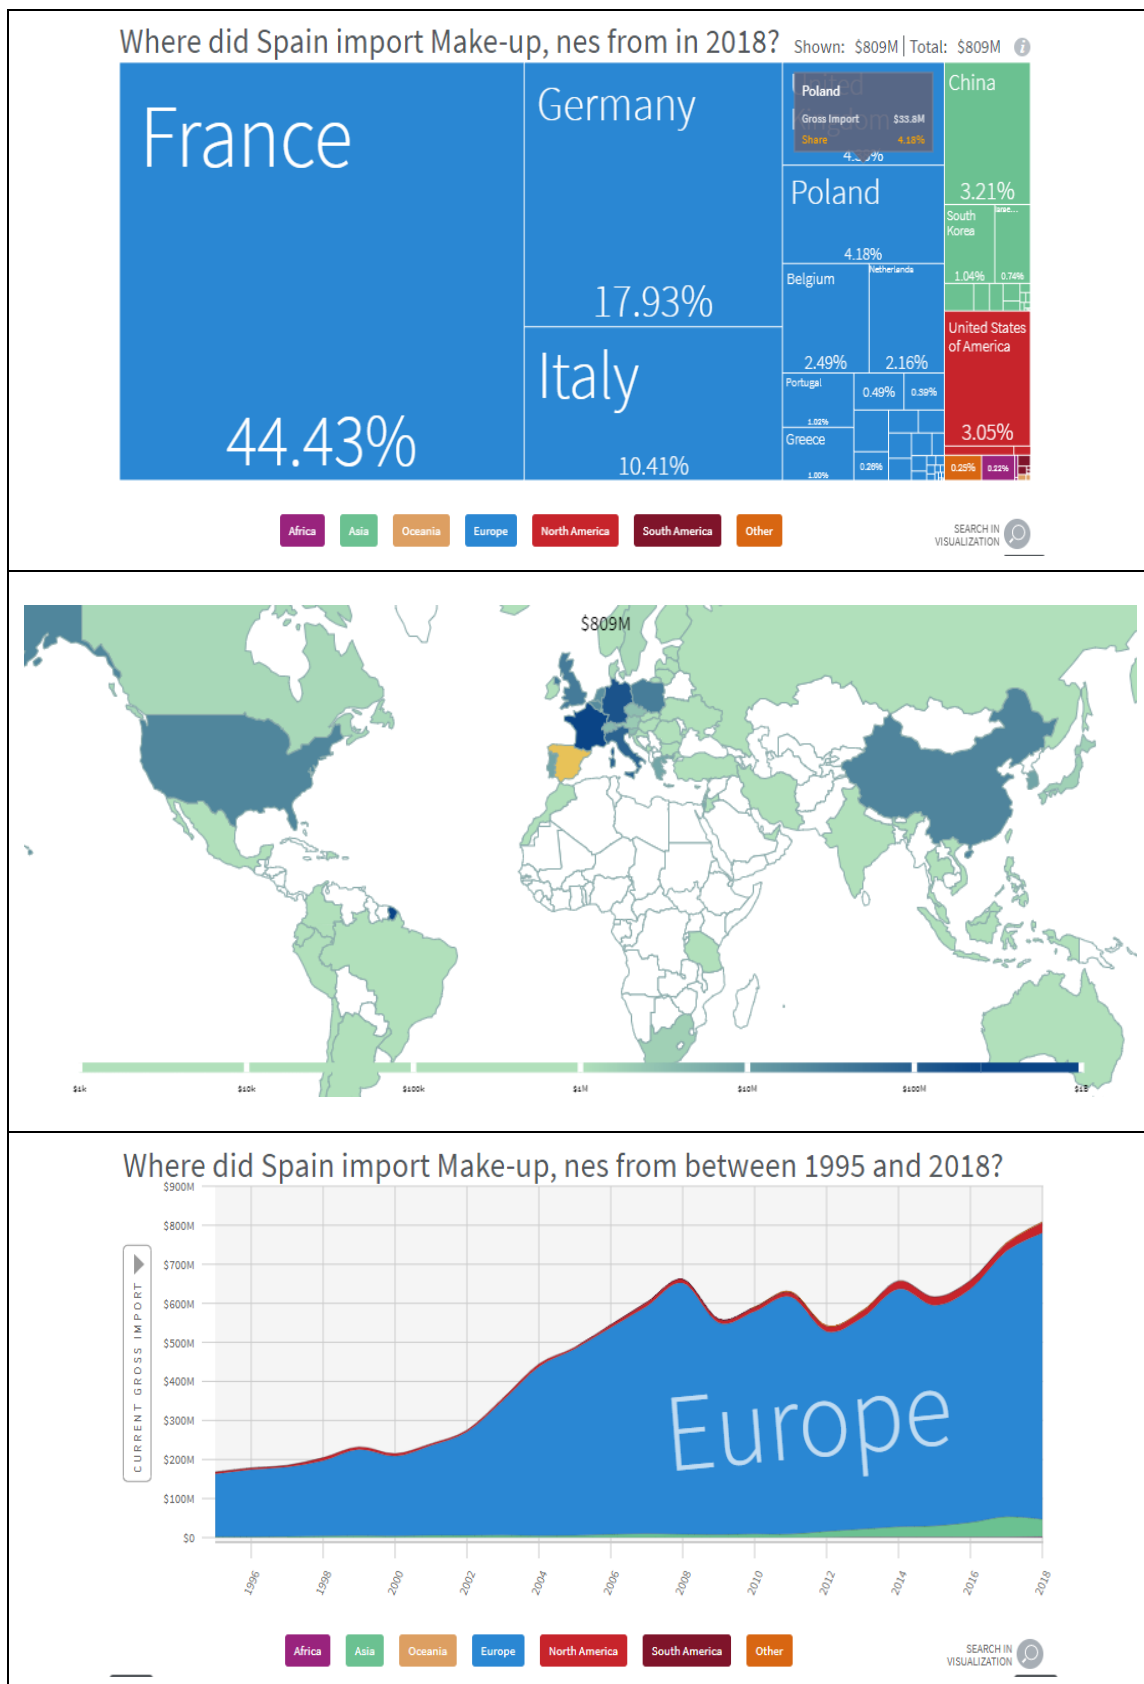 Where did Spain import Make-up, nes from in 2018? Shown: $809M | Total: $809M i
France
44.43%
Germany
17.93%
Italy
10.41%
United
Kingdom
Poland
Gross Import $33.8M
Share 4.18%
Poland
4.18%
Belgium
2.49%
Netherlands
2.16%
Portugal
1.02%
Greece
1.00%
0.49%
0.39%
0.26%
China
3.21%
South
Korea
1.04%
Israe...
0.74%
United States
of America
3.05%
0.25%
0.22%
Africa
Asia
Oceania
Europe
North America
South America
Other
SEARCH IN
VISUALIZATION
$809M
$1k
$10k
$100k
$1M
$10M
$100M
Where did Spain import Make-up, nes from between 1995 and 2018?
CURRENT GROSS IMPORT
$900M
$800M
$700M
$600M
$500M
$400M
$300M
$200M
$100M
$0
Europe
1996
1998
2000
2002
2004
2006
2008
2010
2012
2014
2016
2018
Africa
Asia
Oceania
Europe
North America
South America
Other
SEARCH IN
VISUALIZATION